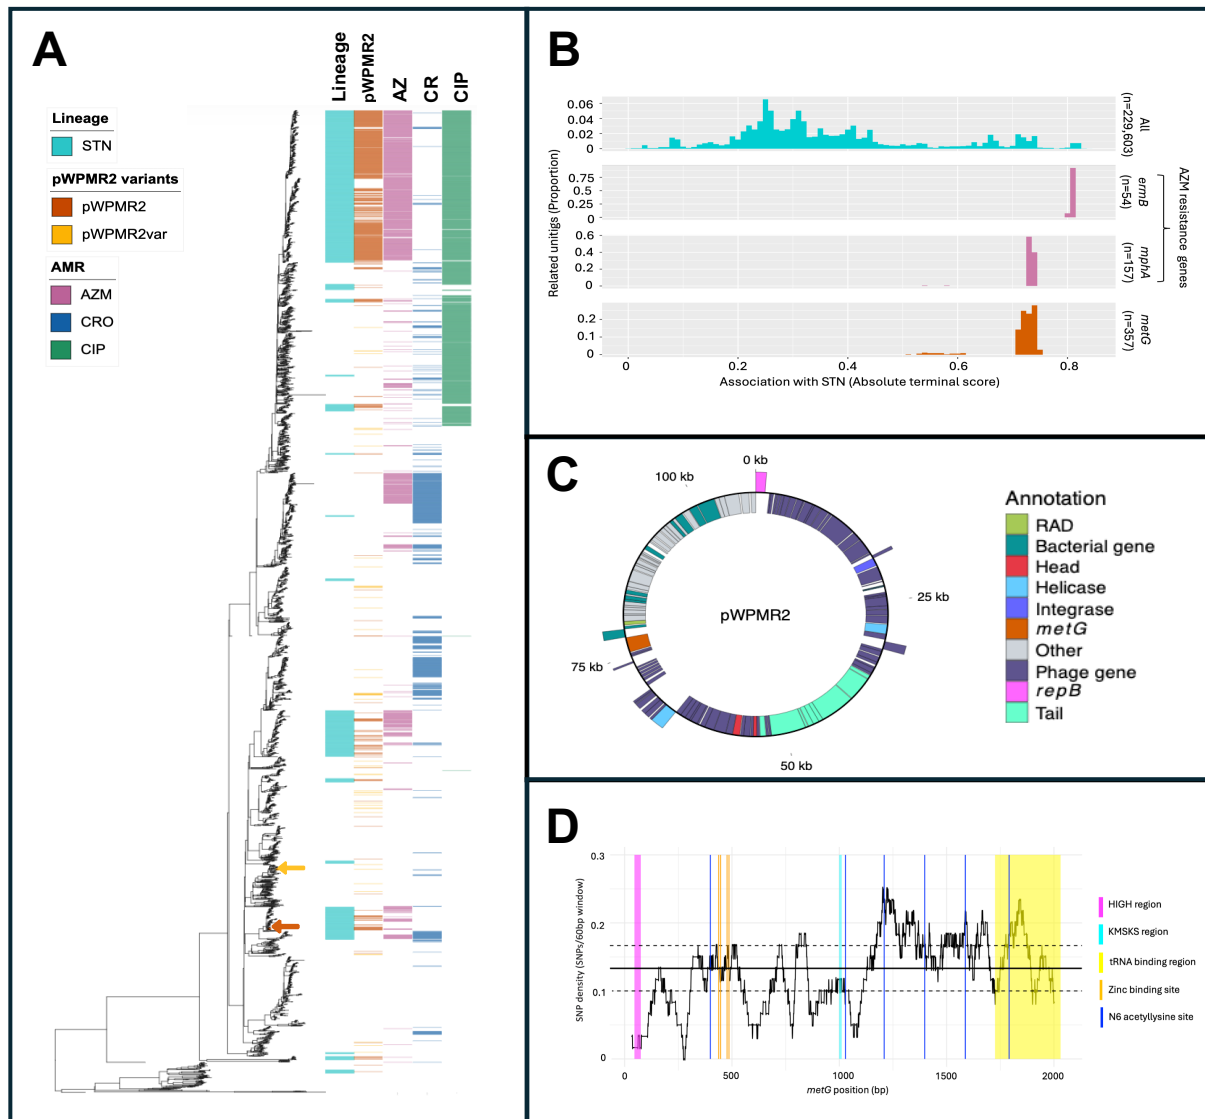 A
Lineage
pWPMR2
AZ
CR
CIP
Lineage
STN
pWPMR2 variants
pWPMR2
pWPMR2var
AMR
AZM
CRO
CIP
B
Related unitigs (Proportion)
0.06
0.04
0.02
0
All
(n=229,603)
0.75
0.50
0.25
0
ermB
(n=54)
0.6
0.4
0.2
0
mphA
(n=157)
AZM resistance genes
0.2
0.1
0
metG
(n=357)
0
0.2
0.4
0.6
0.8
Association with STN (Absolute terminal score)
C
0 kb
100 kb
25 kb
pWPMR2
75 kb
50 kb
Annotation
RAD
Bacterial gene
Head
Helicase
Integrase
metG
Other
Phage gene
repB
Tail
D
SNP density (SNPs/60bp window)
0.3
0.2
0.1
0
0
500
1000
1500
2000
metG position (bp)
HIGH region
KMSKS region
tRNA binding region
Zinc binding site
N6 acetyllysine site